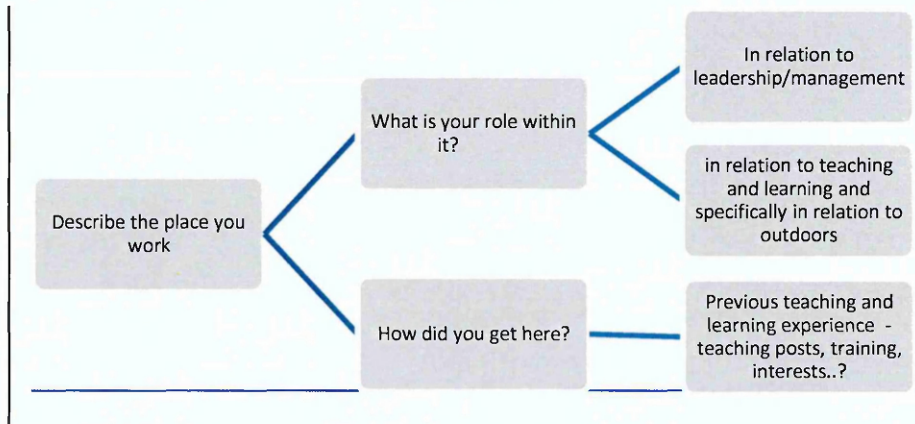 Describe the place you
work
What is your role within
it?
How did you get here?
In relation to
leadership/management
in relation to teaching
and learning and
specifically in relation to
outdoors
Previous teaching and
learning experience -
teaching posts, training,
interests..?